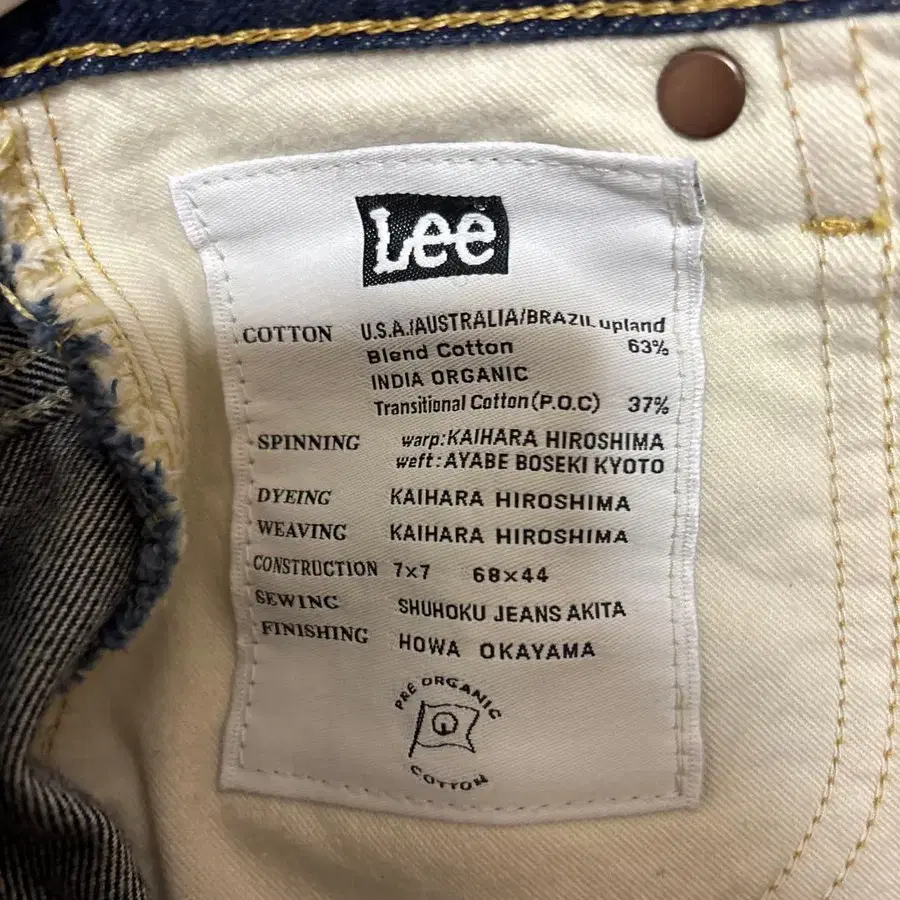 Lee
COTTON U.S.A./AUSTRALIA/BRAZIL upland
Blend Cotton 63%
INDIA ORGANIC
Transitional Cotton (P.O.C) 37%
SPINNING warp:KAIHARA HIROSHIMA
weft:AYABE BOSEKI KYOTO
DYEING KAIHARA HIROSHIMA
WEAVING KAIHARA HIROSHIMA
CONSTRUCTION 7×7 68×44
SEWING SHUHOKU JEANS AKITA
FINISHING HOWA OKAYAMA
PRE ORGANIC
COTTON